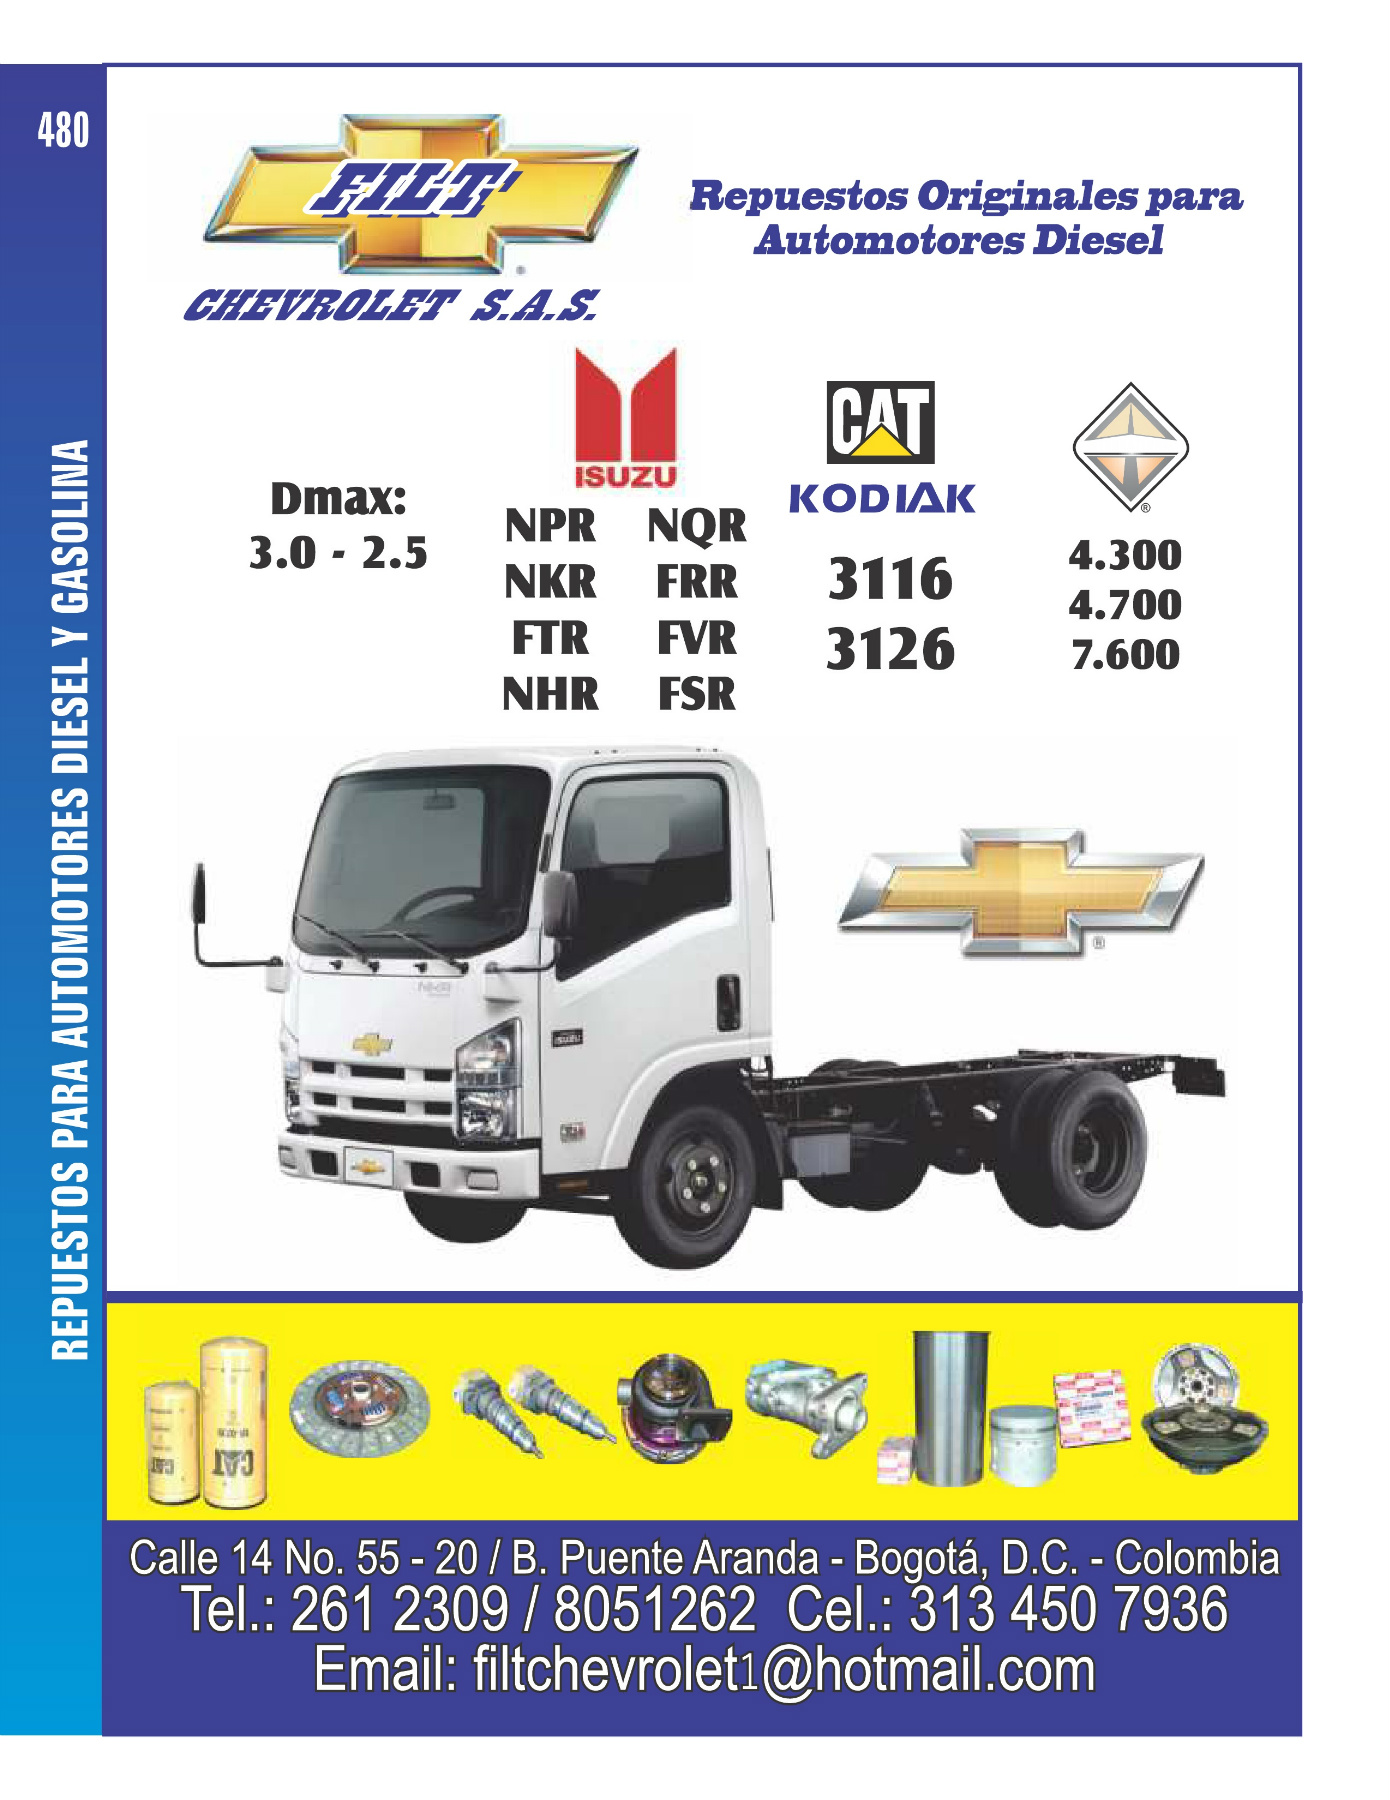 480
REPUESTOS PARA AUTOMOTORES DIESEL Y GASOLINA
FILT
CHEVROLET S.A.S.
Repuestos Originales para
Automotores Diesel
Dmax:
3.0 - 2.5
ISUZU
NPR NQR
NKR FRR
FTR FVR
NHR FSR
CAT
KODIAK
3116
3126
®
4.300
4.700
7.600
®
ISUZU
CAT
CAT
Calle 14 No. 55 - 20 / B. Puente Aranda - Bogotá, D.C. - Colombia
Tel.: 261 2309 / 8051262 Cel.: 313 450 7936
Email: filtchevrolet1@hotmail.com